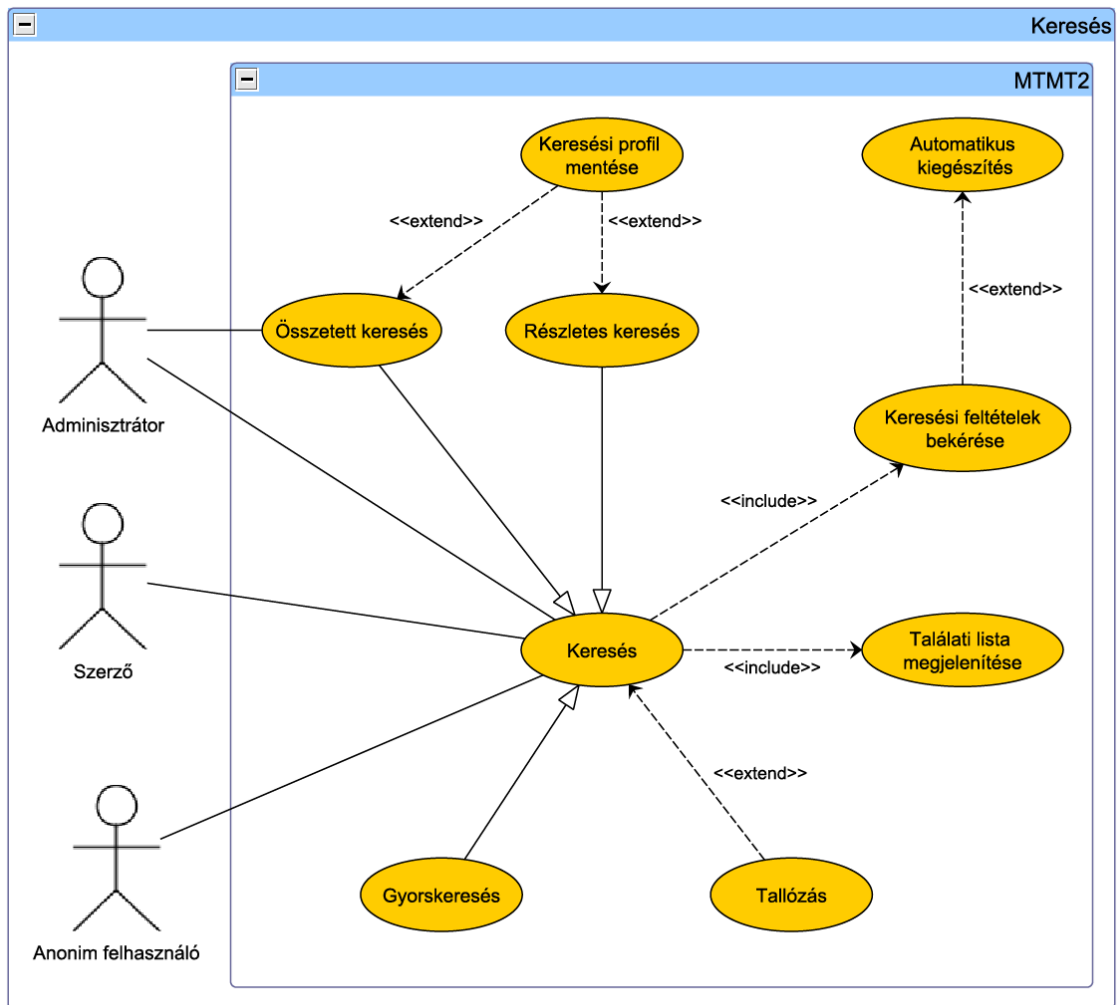 Keresés
MTMT2
Keresési profil
mentése
Automatikus
kiegészítés
<<extend>>
<<extend>>
<<extend>>
Összetett keresés
Részletes keresés
Adminisztrátor
Keresési feltételek
bekérése
<<include>>
Szerző
Keresés
Találati lista
megjelenítése
<<include>>
<<extend>>
Gyorskeresés
Tallózás
Anonim felhasználó